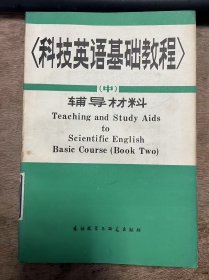 《科技英语基础教程》
(中)
辅导材料
Teaching and Study Aids
to
Scientific English
Basic Course (Book Two)